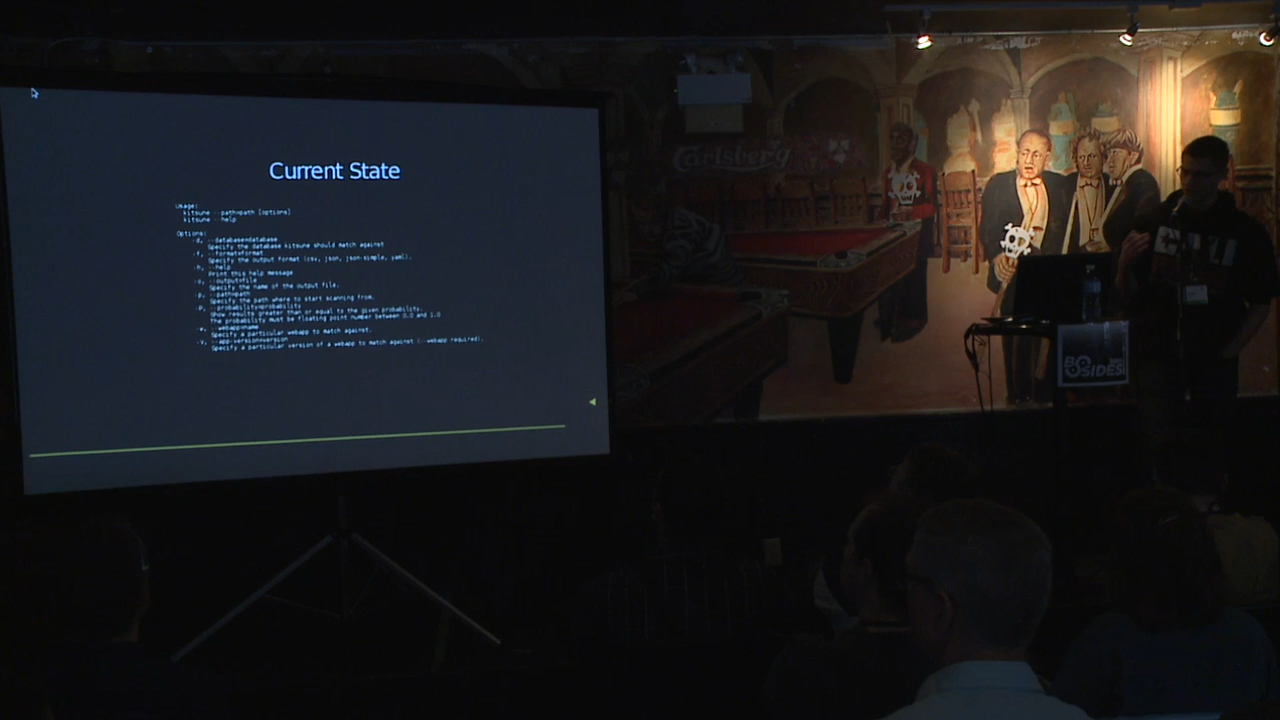 Current State
Usage:
kitsune --path=path [options]
kitsune --help
Options:
-d, --database=database
Specify the database kitsune should match against
-f, --format=format
Specify the output format (csv, json, json-simple, yaml).
-h, --help
Print this help message
-o, --output=file
Specify the name of the output file.
-p, --path=path
Specify the path where to start scanning from.
-P, --probability=probability
Show results greater than or equal to the given probability.
The probability must be floating point number between 0.0 and 1.0
-w, --webapp=name
Specify a particular webapp to match against.
-V, --app-version=version
Specify a particular version of a webapp to match against (--webapp required).
Carlsberg
BSIDES